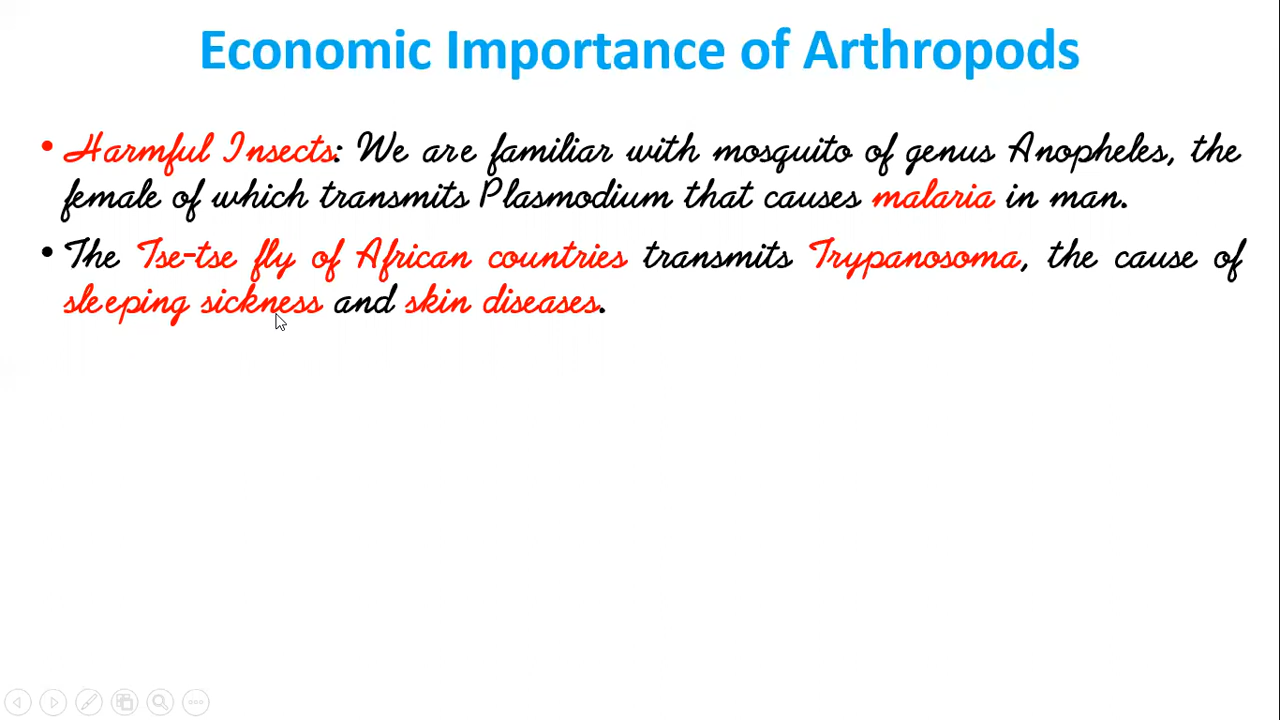 Economic Importance of Arthropods
• Harmful Insects: We are familiar with mosquito of genus Anopheles, the
female of which transmits Plasmodium that causes malaria in man.
• The Tse-tse fly of African countries transmits Trypanosoma, the cause of
sleeping sickness and skin diseases.